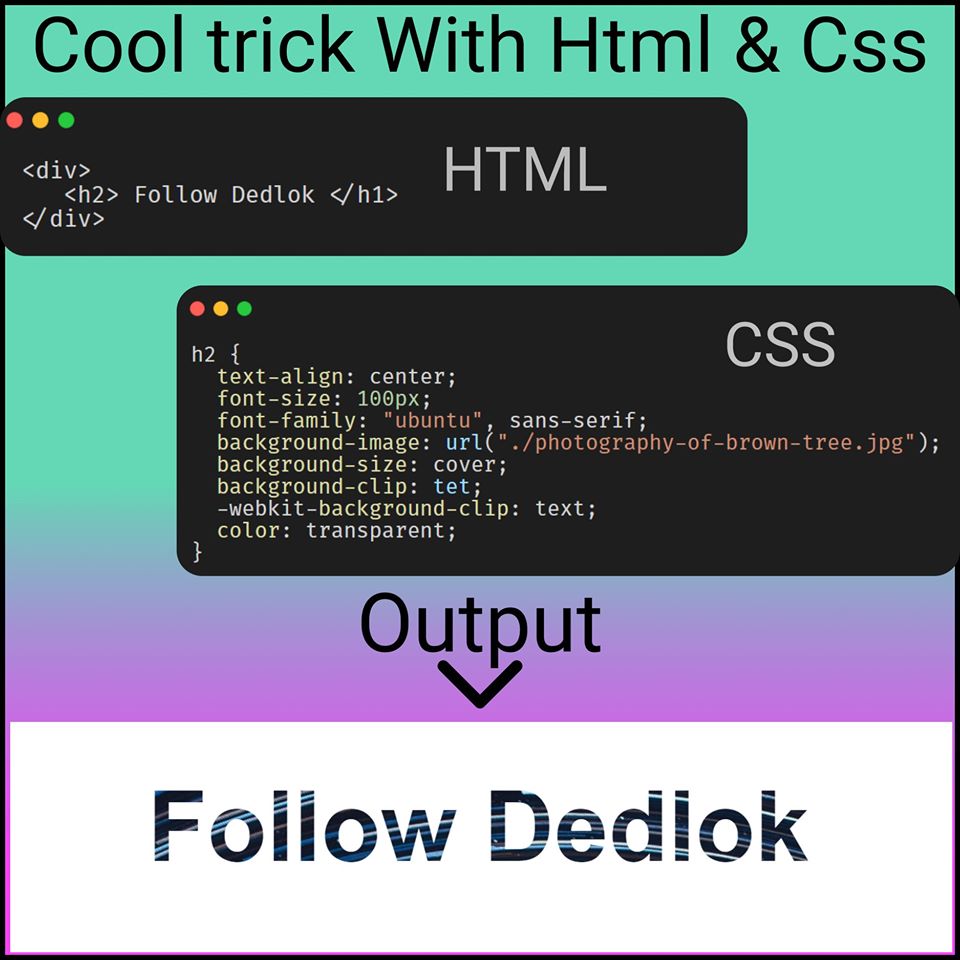 Cool trick With Html & Css
HTML
<div>
<h2> Follow Dedlok </h1>
</div>
CSS
h2 {
text-align: center;
font-size: 100px;
font-family: "ubuntu", sans-serif;
background-image: url("./photography-of-brown-tree.jpg");
background-size: cover;
background-clip: tet;
-webkit-background-clip: text;
color: transparent;
}
Output
Follow Dedlok